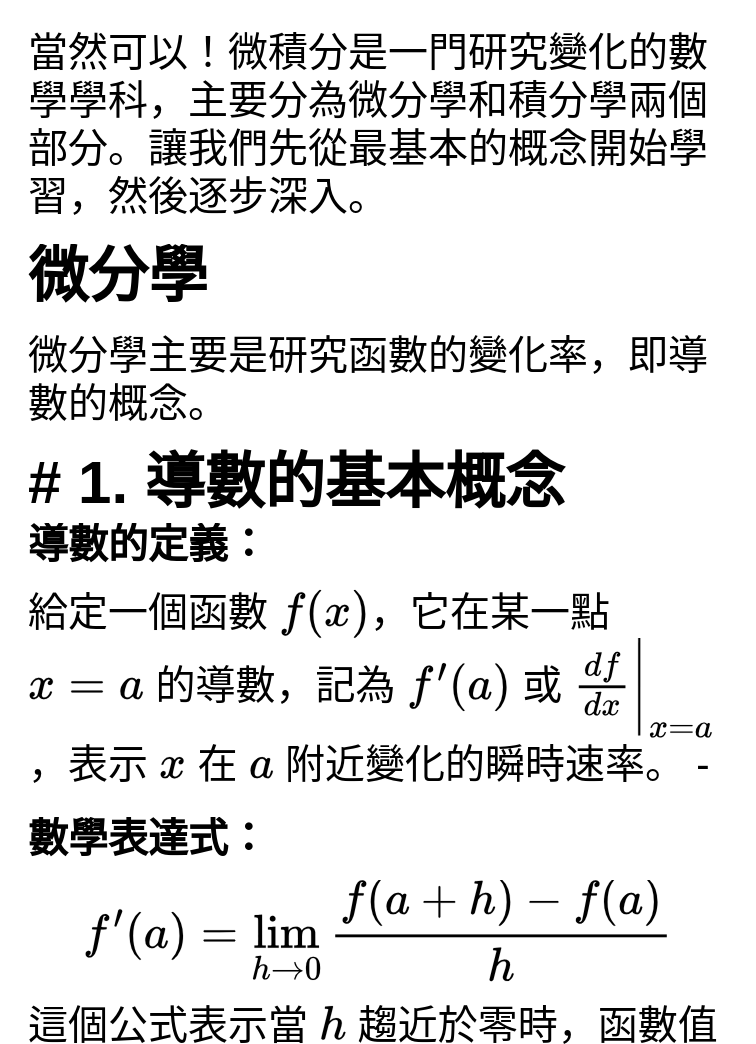 當然可以！微積分是一門研究變化的數
學學科，主要分為微分學和積分學兩個
部分。讓我們先從最基本的概念開始學
習，然後逐步深入。
微分學
微分學主要是研究函數的變化率，即導
數的概念。
# 1. 導數的基本概念
導數的定義：
給定一個函數 f(x)，它在某一點
x = a 的導數，記為 f′(a) 或 df/dx|x=a
，表示 x 在 a 附近變化的瞬時速率。 -
數學表達式：
f′(a) = lim h→0 f(a + h) − f(a) / h
這個公式表示當 h 趨近於零時，函數值